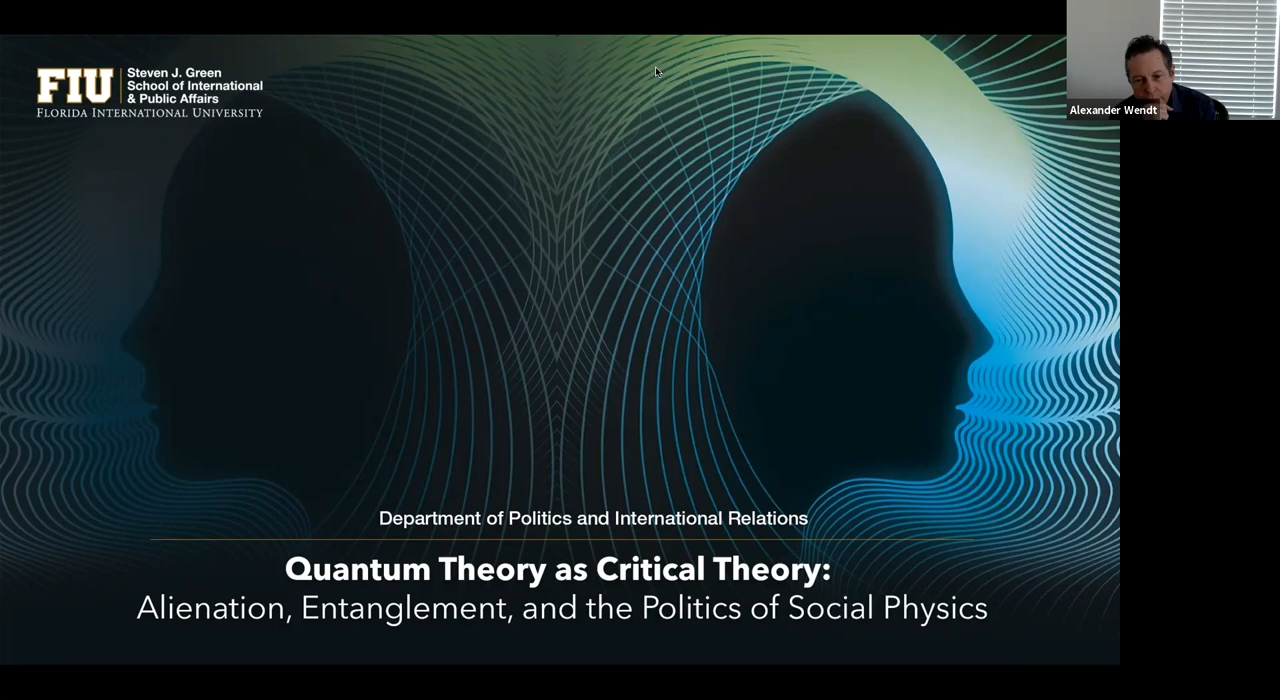 FIU
Steven J. Green
School of International
& Public Affairs
FLORIDA INTERNATIONAL UNIVERSITY
Alexander Wendt
Department of Politics and International Relations
Quantum Theory as Critical Theory:
Alienation, Entanglement, and the Politics of Social Physics